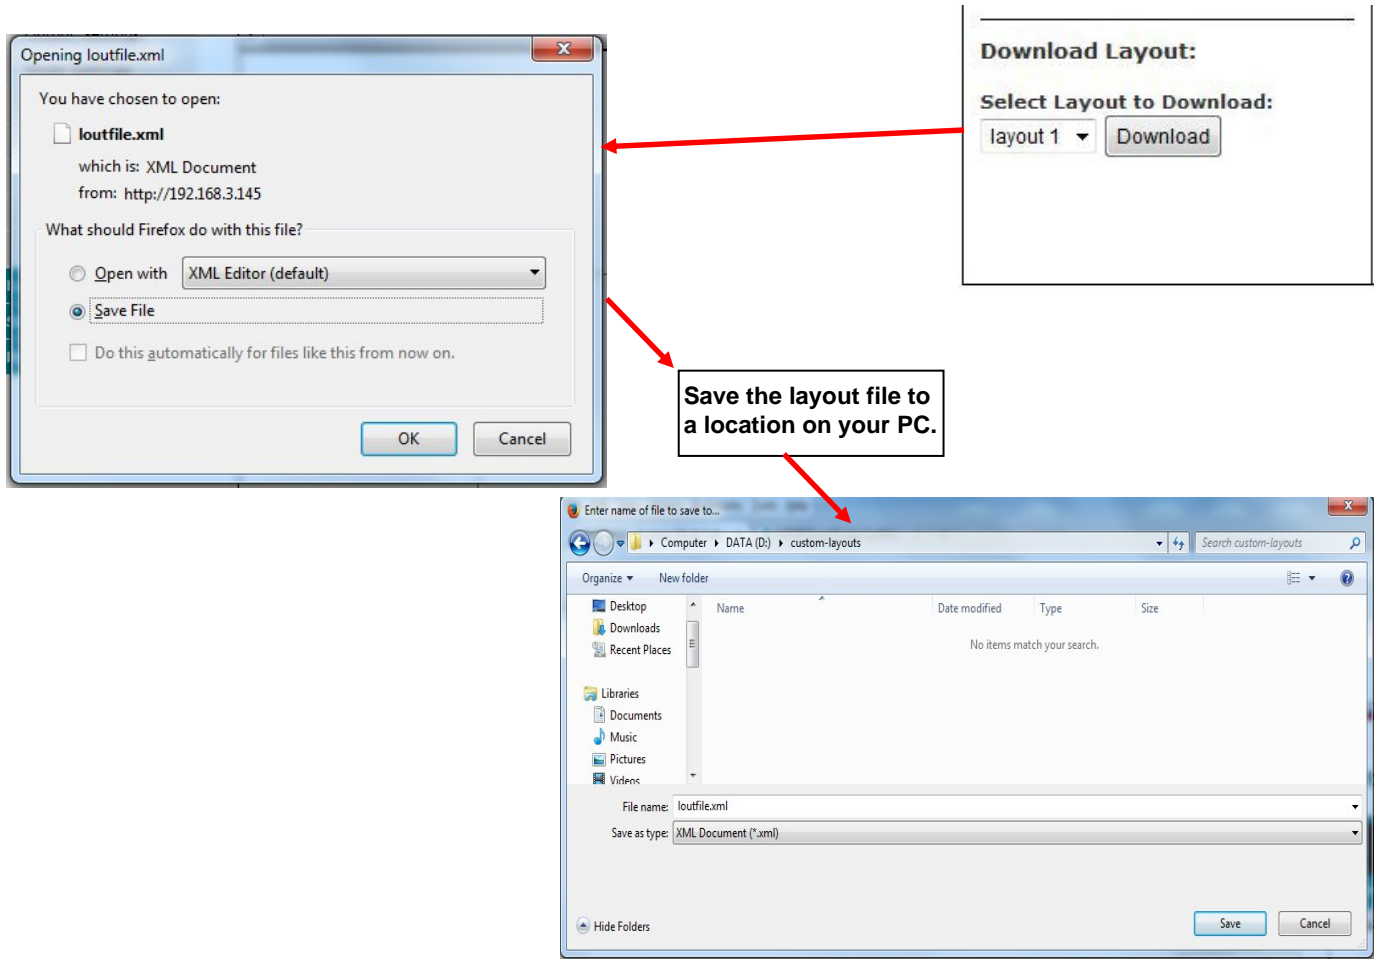 Opening loutfile.xml
You have chosen to open:
loutfile.xml
which is: XML Document
from: http://192.168.3.145
What should Firefox do with this file?
Open with XML Editor (default)
Save File
Do this automatically for files like this from now on.
OK Cancel
Download Layout:
Select Layout to Download:
layout 1 Download
Save the layout file to
a location on your PC.
Enter name of file to save to...
Computer DATA (D:) custom-layouts
Search custom-layouts
Organize New folder
Name Date modified Type Size
No items match your search.
Desktop
Downloads
Recent Places
Libraries
Documents
Music
Pictures
Videos
File name: loutfile.xml
Save as type: XML Document (*.xml)
Hide Folders
Save Cancel